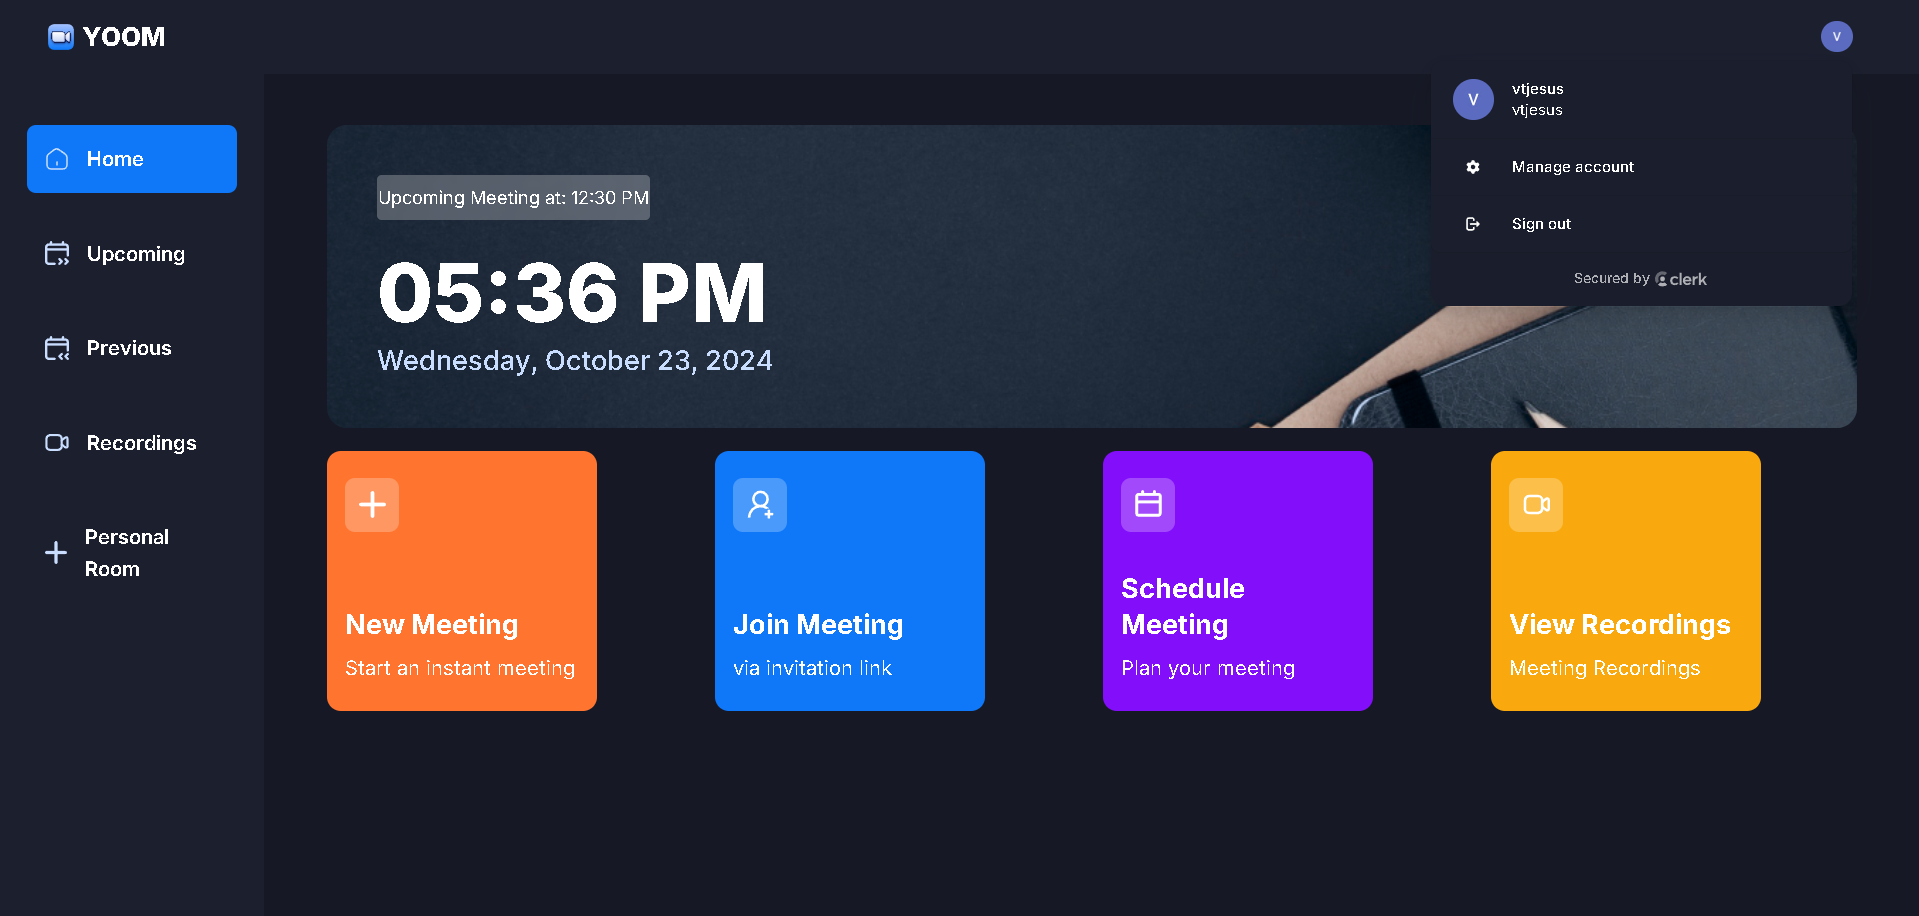 YOOM
V
V
vtjesus
vtjesus
Manage account
Sign out
Secured by clerk
Home
Upcoming
Previous
Recordings
Personal
Room
Upcoming Meeting at: 12:30 PM
05:36 PM
Wednesday, October 23, 2024
New Meeting
Start an instant meeting
Join Meeting
via invitation link
Schedule
Meeting
Plan your meeting
View Recordings
Meeting Recordings